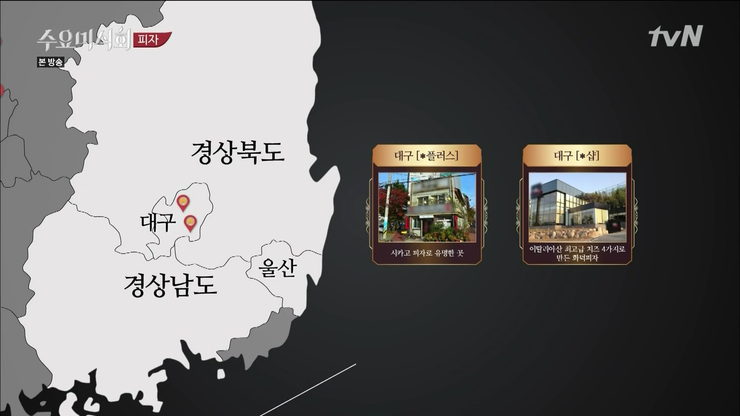 수요미식회 피자
본 방송
tvN
경상북도
대구
경상남도
울산
대구 [*플러스]
시카고 피자로 유명한 곳
대구 [*샵]
이탈리아산 최고급 치즈 4가지로
만든 화덕피자